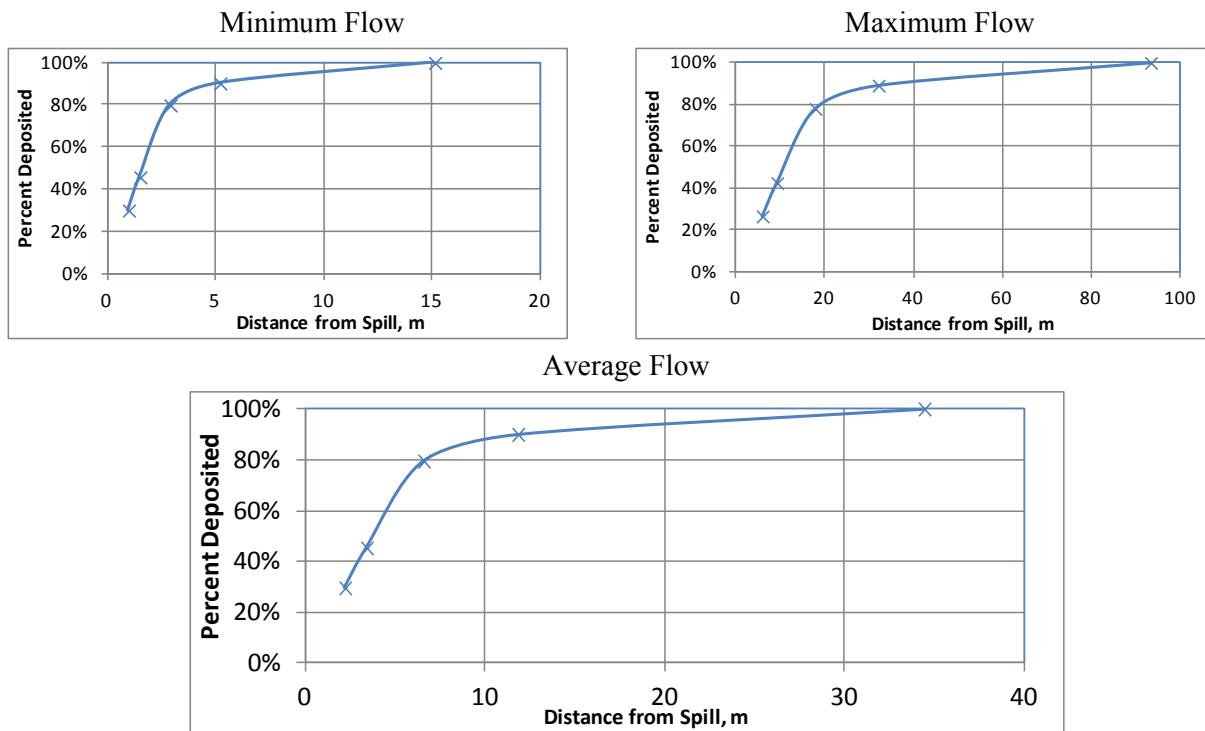 Minimum Flow
Percent Deposited
100%
80%
60%
40%
20%
0%
0 5 10 15 20
Distance from Spill, m
Maximum Flow
Percent Deposited
100%
80%
60%
40%
20%
0%
0 20 40 60 80 100
Distance from Spill, m
Average Flow
Percent Deposited
100%
80%
60%
40%
20%
0%
0 10 20 30 40
Distance from Spill, m